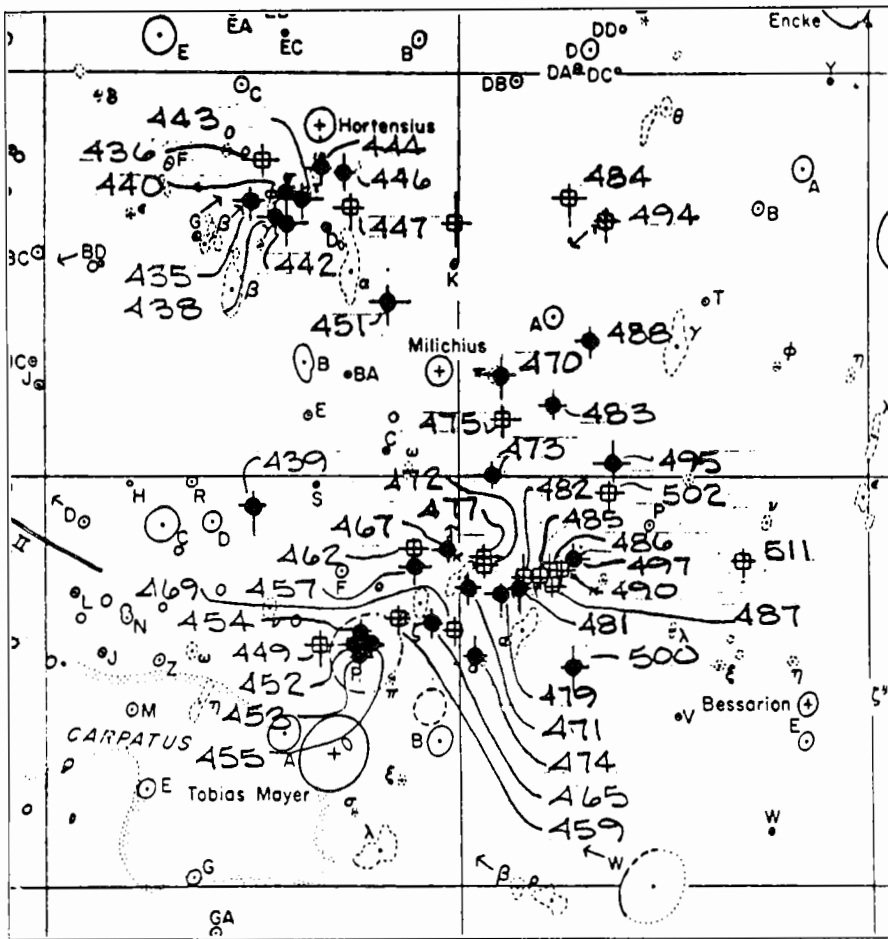 EA EC B DD Encke
E D
C DB DA DC Y
443 Hortensius θ
436 F 444
440 446 484 A
G β 447 494 B
BC BD D
435 442 K
438 β α T
451 A 488 γ
Milichius
IC B 470 φ η
J BA
E 475 483
C 473 495
439 ω 472 482 502
H R S
D C D 467 477 485 P ν
II 462 486 511
469 457 F 497
L O 454 490
N 449 481 487
J Z ω 452 P α 500 λ
η π 479 ξ η
M 453 471 V Bessarion ζ
CARPATUS A B 474 E
455
E Tobias Mayer ξ 465
σ 459 W
λ
G β ρ W
GA